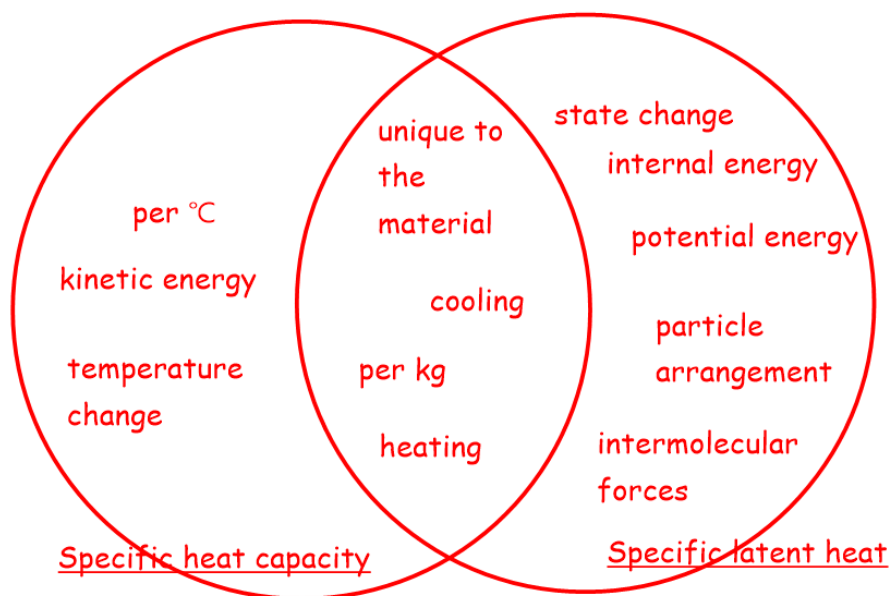 per ℃
kinetic energy
temperature
change
Specific heat capacity
unique to
the
material
cooling
per kg
heating
state change
internal energy
potential energy
particle
arrangement
intermolecular
forces
Specific latent heat